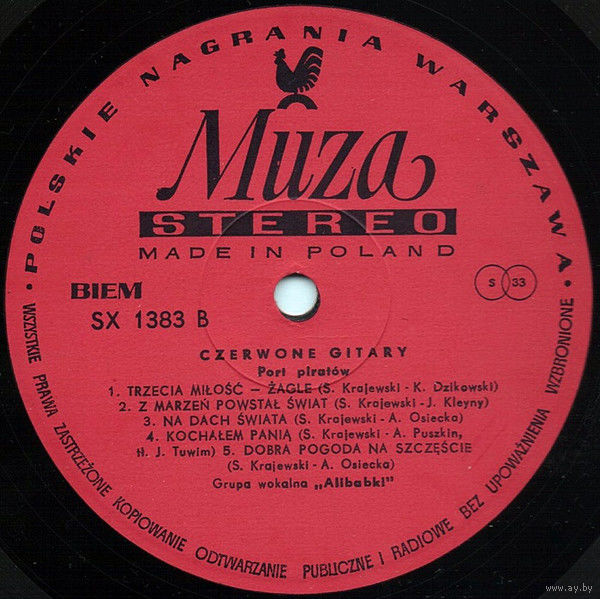 • POLSKIE NAGRANIA WARSZAWA •
Muza
STEREO
MADE IN POLAND
BIEM
SX 1383 B
S 33
CZERWONE GITARY
Port piratów
1. TRZECIA MIŁOŚĆ – ŻAGLE (S. Krajewski - K. Dzikowski)
2. Z MARZEŃ POWSTAŁ ŚWIAT (S. Krajewski - J. Kleyny)
3. NA DACH ŚWIATA (S. Krajewski - A. Osiecka)
4. KOCHAŁEM PANIĄ (S. Krajewski - A. Puszkin,
tł. J. Tuwim) 5. DOBRA POGODA NA SZCZĘŚCIE
(S. Krajewski - A. Osiecka)
Grupa wokalna „Alibabki"
WSZYSTKIE PRAWA ZASTRZEŻONE KOPIOWANIE ODTWARZANIE PUBLICZNE I RADIOWE BEZ UPOWAŻNIENIA WZBRONIONE
www.ay.by